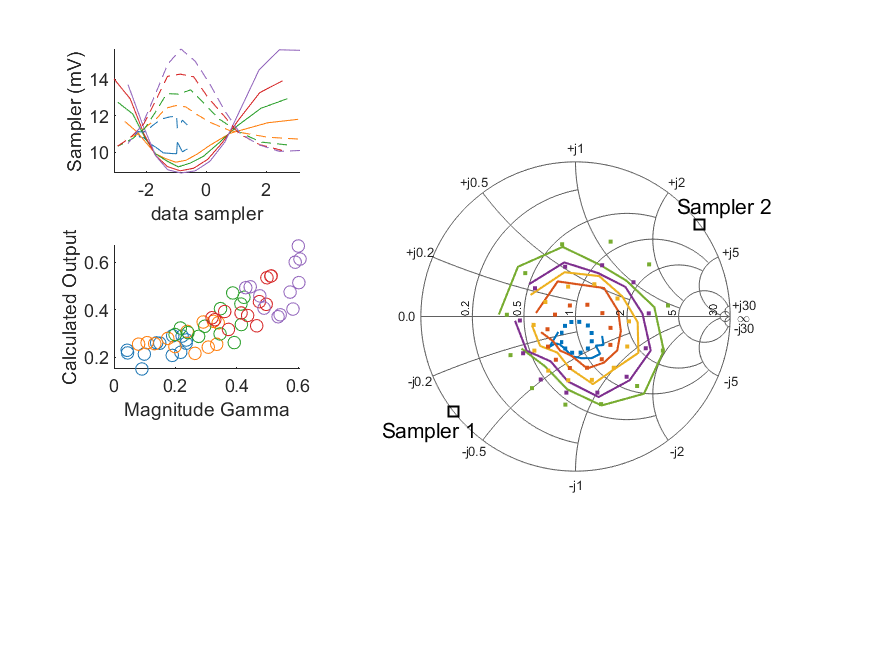 Sampler (mV)
14
12
10
-2 0 2
data sampler
Calculated Output
0.6
0.4
0.2
0 0.2 0.4 0.6
Magnitude Gamma
+j1
+j0.5 +j2
Sampler 2
+j0.2 +j5
0.0 0.2 0.5 1 2 5 30 +j30
∞
-j30
-j0.2 -j5
Sampler 1
-j0.5 -j2
-j1